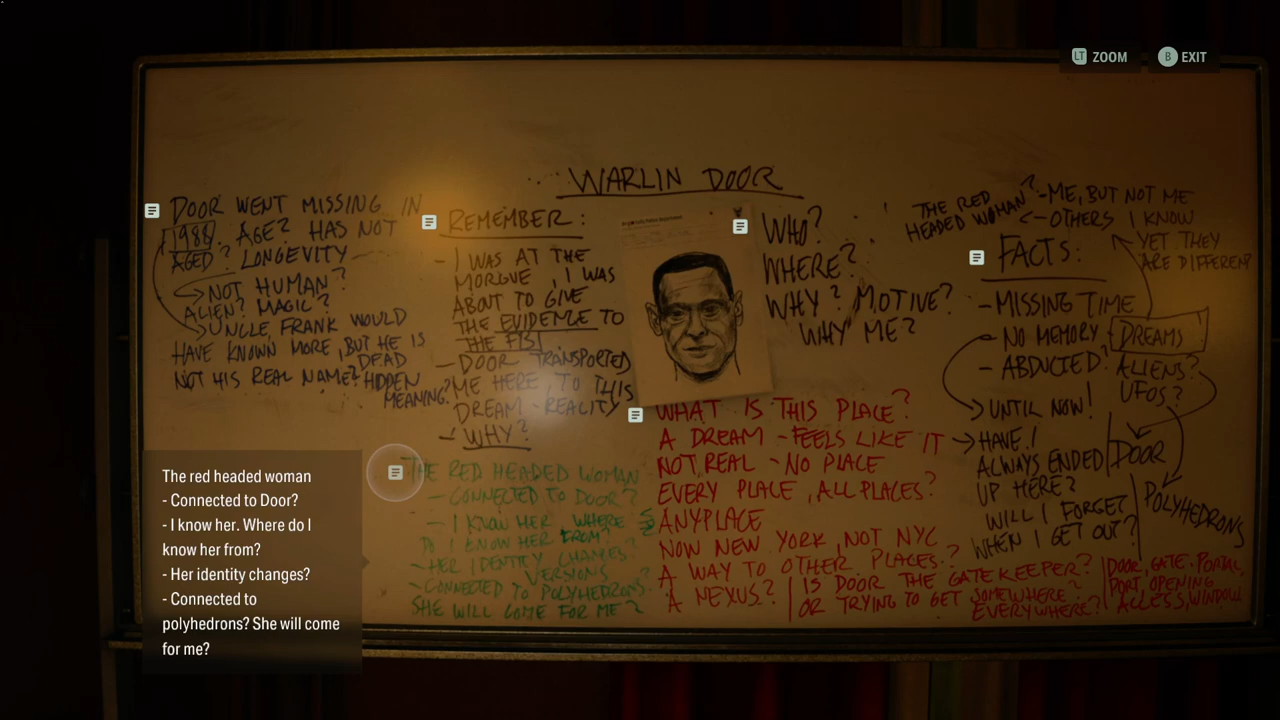 LT ZOOM
B EXIT
WARLIN DOOR
DOOR WENT MISSING IN
1988. AGE? HAS NOT
AGED? LONGEVITY
NOT HUMAN?
ALIEN? MAGIC?
UNCLE FRANK WOULD
HAVE KNOWN MORE, BUT HE IS
DEAD
NOT HIS REAL NAME? HIDDEN
MEANING?
REMEMBER:
- I WAS AT THE
MORGUE, I WAS
ABOUT TO GIVE
THE EVIDENCE TO
THE FBI
- DOOR TRANSPORTED
ME HERE, TO THIS
DREAM-REALITY
- WHY?
WHO?
WHERE?
WHY? MOTIVE?
WHY ME?
THE RED
HEADED WOMAN?
- ME, BUT NOT ME
OTHERS I KNOW
YET THEY
ARE DIFFERENT
FACTS:
- MISSING TIME
- NO MEMORY
DREAMS
- ABDUCTED?
ALIENS?
UFOS?
UNTIL NOW!
HAVE I
ALWAYS ENDED
UP HERE?
WILL I FORGET
WHEN I GET OUT?
DOOR
POLYHEDRONS
THE RED HEADED WOMAN
- CONNECTED TO DOOR?
- I KNOW HER, WHERE
DO I KNOW HER FROM?
- HER IDENTITY CHANGES?
VERSIONS
- CONNECTED TO POLYHEDRONS?
SHE WILL COME FOR ME?
WHAT IS THIS PLACE?
A DREAM - FEELS LIKE IT
NOT REAL - NO PLACE
EVERY PLACE, ALL PLACES?
ANYPLACE
NOW NEW YORK, NOT NYC
A WAY TO OTHER PLACES?
A NEXUS?
IS DOOR THE GATEKEEPER?
OR TRYING TO GET SOMEWHERE?
EVERYWHERE?
DOOR, GATE, PORTAL
PORT, OPENING
ACCESS, WINDOW
The red headed woman
- Connected to Door?
- I know her. Where do I
know her from?
- Her identity changes?
- Connected to
polyhedrons? She will come
for me?